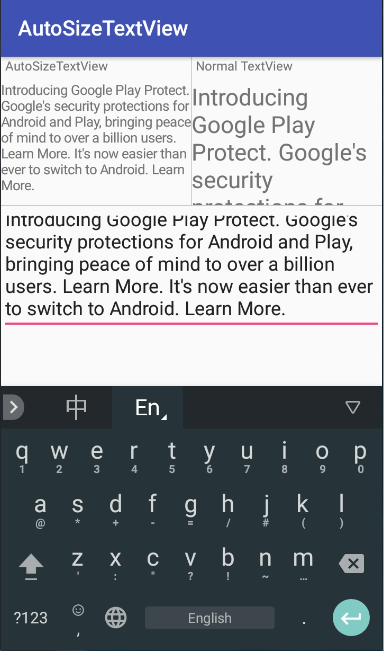 AutoSizeTextView
AutoSizeTextView
Introducing Google Play Protect.
Google's security protections for
Android and Play, bringing peace
of mind to over a billion users.
Learn More. It's now easier than
ever to switch to Android. Learn
More.
Normal TextView
Introducing
Google Play
Protect. Google's
security
protections for
Introducing Google Play Protect. Google's
security protections for Android and Play,
bringing peace of mind to over a billion
users. Learn More. It's now easier than ever
to switch to Android. Learn More.
中 En
q w e r t y u i o p
1 2 3 4 5 6 7 8 9 0
a s d f g h j k l
@ * + - = / # ( )
z x c v b n m
' : " ? ! ~ …
?123 , English .